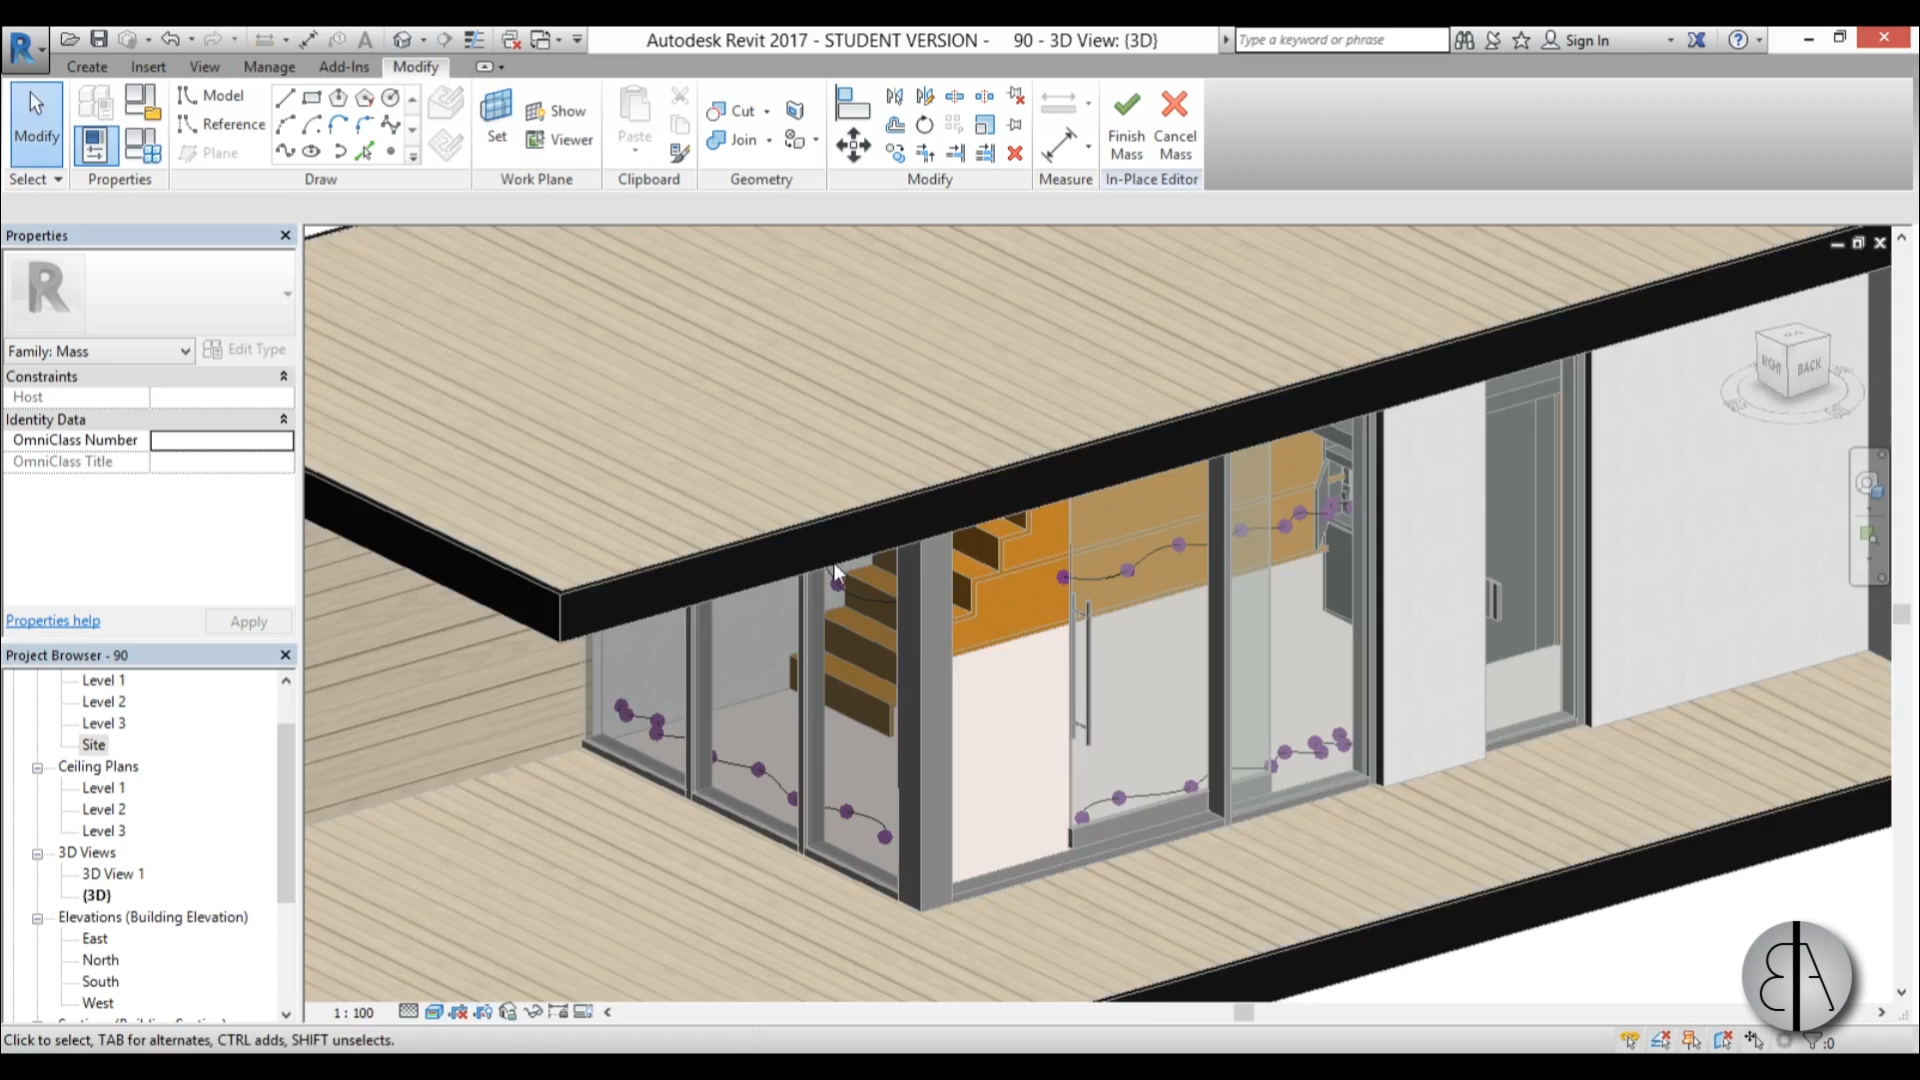 Autodesk Revit 2017 - STUDENT VERSION - 90 - 3D View: {3D}
Type a keyword or phrase
Sign In
Create Insert View Manage Add-Ins Modify
Modify
Select
Properties
Model
Reference
Plane
Draw
Set
Show
Viewer
Work Plane
Paste
Clipboard
Cut
Join
Geometry
Modify
Measure
Finish Mass
Cancel Mass
In-Place Editor
Properties
Family: Mass
Edit Type
Constraints
Host
Identity Data
OmniClass Number
OmniClass Title
Properties help
Apply
Project Browser - 90
Level 1
Level 2
Level 3
Site
Ceiling Plans
Level 1
Level 2
Level 3
3D Views
3D View 1
{3D}
Elevations (Building Elevation)
East
North
South
West
RIGHT
BACK
1 : 100
Click to select, TAB for alternates, CTRL adds, SHIFT unselects.
:0